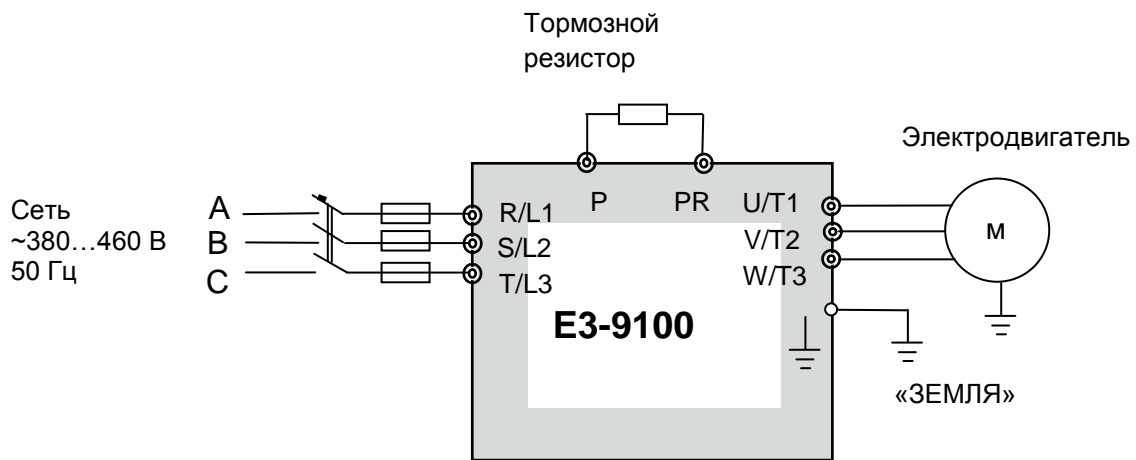 Тормозной
резистор
Электродвигатель
Сеть
~380…460 В
50 Гц
A
B
C
R/L1
S/L2
T/L3
P
PR
U/T1
V/T2
W/T3
М
E3-9100
«ЗЕМЛЯ»